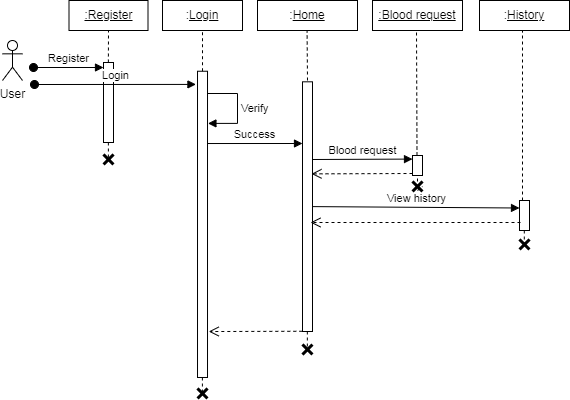 :Register
:Login
:Home
:Blood request
:History
Register
Login
User
Verify
Success
Blood request
View history